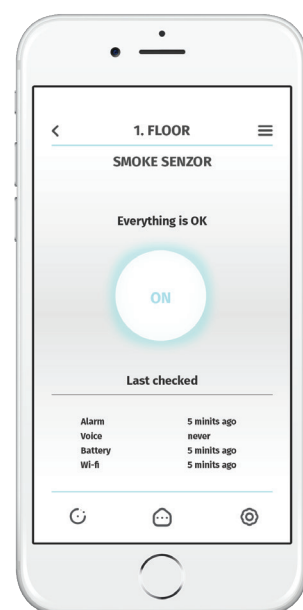 1. FLOOR
SMOKE SENZOR
Everything is OK
ON
Last checked
Alarm 5 minits ago
Voice never
Battery 5 minits ago
Wi-fi 5 minits ago